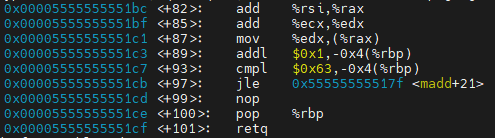 0x00005555555551bc <+82>: add %rsi,%rax
0x00005555555551bf <+85>: add %ecx,%edx
0x00005555555551c1 <+87>: mov %edx,(%rax)
0x00005555555551c3 <+89>: addl $0x1,-0x4(%rbp)
0x00005555555551c7 <+93>: cmpl $0x63,-0x4(%rbp)
0x00005555555551cb <+97>: jle 0x55555555517f <madd+21>
0x00005555555551cd <+99>: nop
0x00005555555551ce <+100>: pop %rbp
0x00005555555551cf <+101>: retq